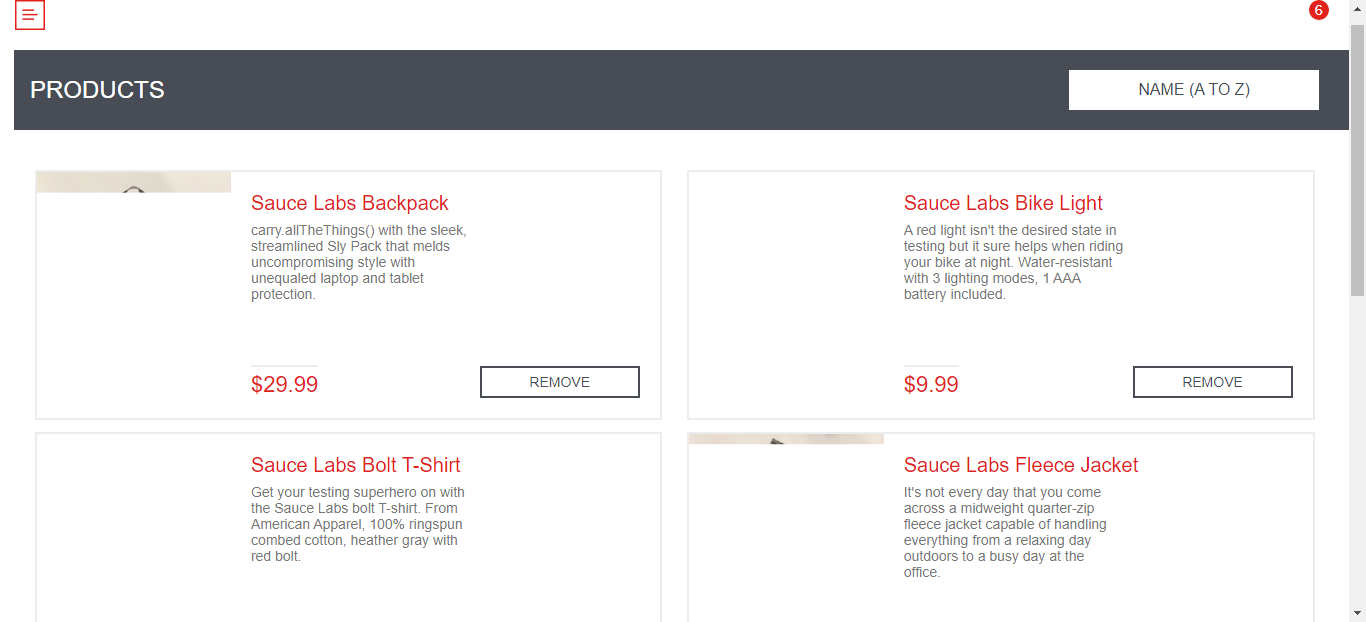 6
PRODUCTS
NAME (A TO Z)
Sauce Labs Backpack
carry.allTheThings() with the sleek,
streamlined Sly Pack that melds
uncompromising style with
unequaled laptop and tablet
protection.
$29.99
REMOVE
Sauce Labs Bike Light
A red light isn't the desired state in
testing but it sure helps when riding
your bike at night. Water-resistant
with 3 lighting modes, 1 AAA
battery included.
$9.99
REMOVE
Sauce Labs Bolt T-Shirt
Get your testing superhero on with
the Sauce Labs bolt T-shirt. From
American Apparel, 100% ringspun
combed cotton, heather gray with
red bolt.
Sauce Labs Fleece Jacket
It's not every day that you come
across a midweight quarter-zip
fleece jacket capable of handling
everything from a relaxing day
outdoors to a busy day at the
office.